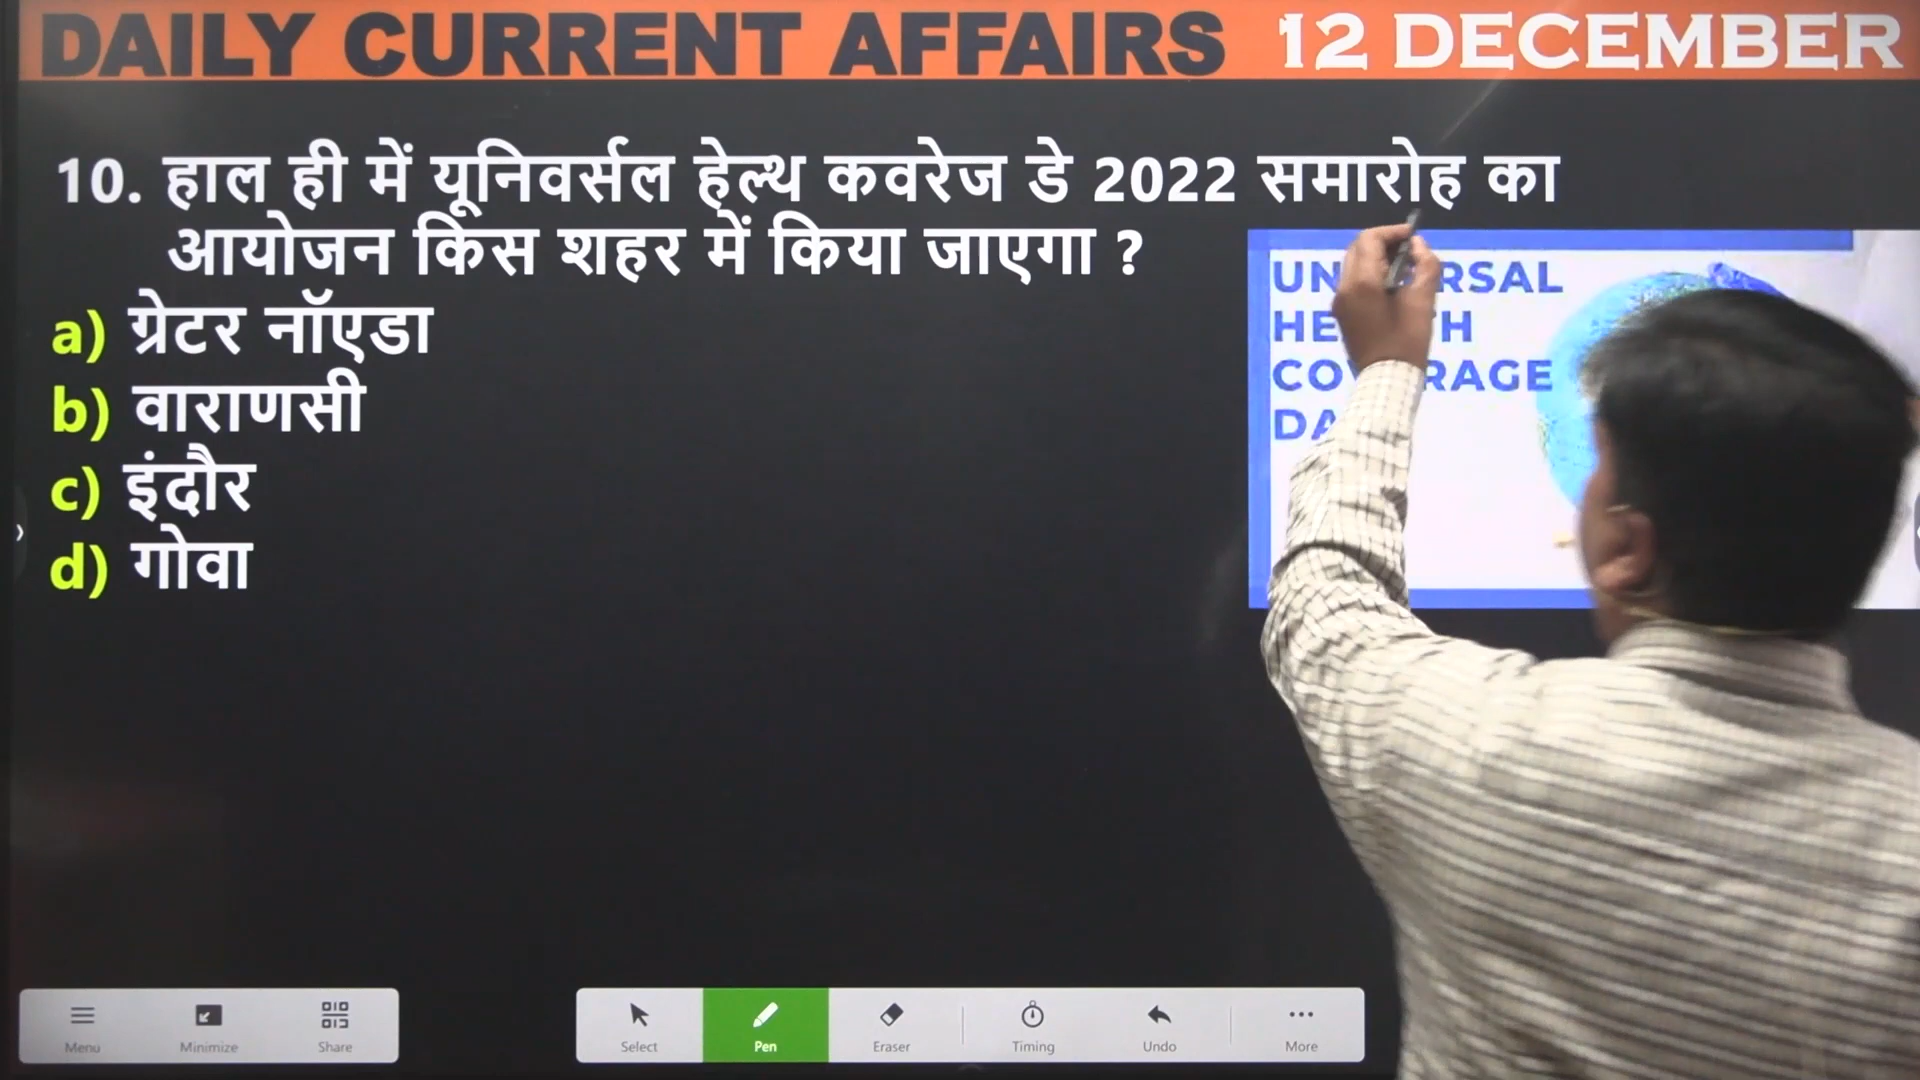 DAILY CURRENT AFFAIRS 12 DECEMBER
10. हाल ही में यूनिवर्सल हेल्थ कवरेज डे 2022 समारोह का
आयोजन किस शहर में किया जाएगा ?
a) ग्रेटर नॉएडा
b) वाराणसी
c) इंदौर
d) गोवा
RAGE
Menu Minimize Share Select Pen Eraser Timing Undo More